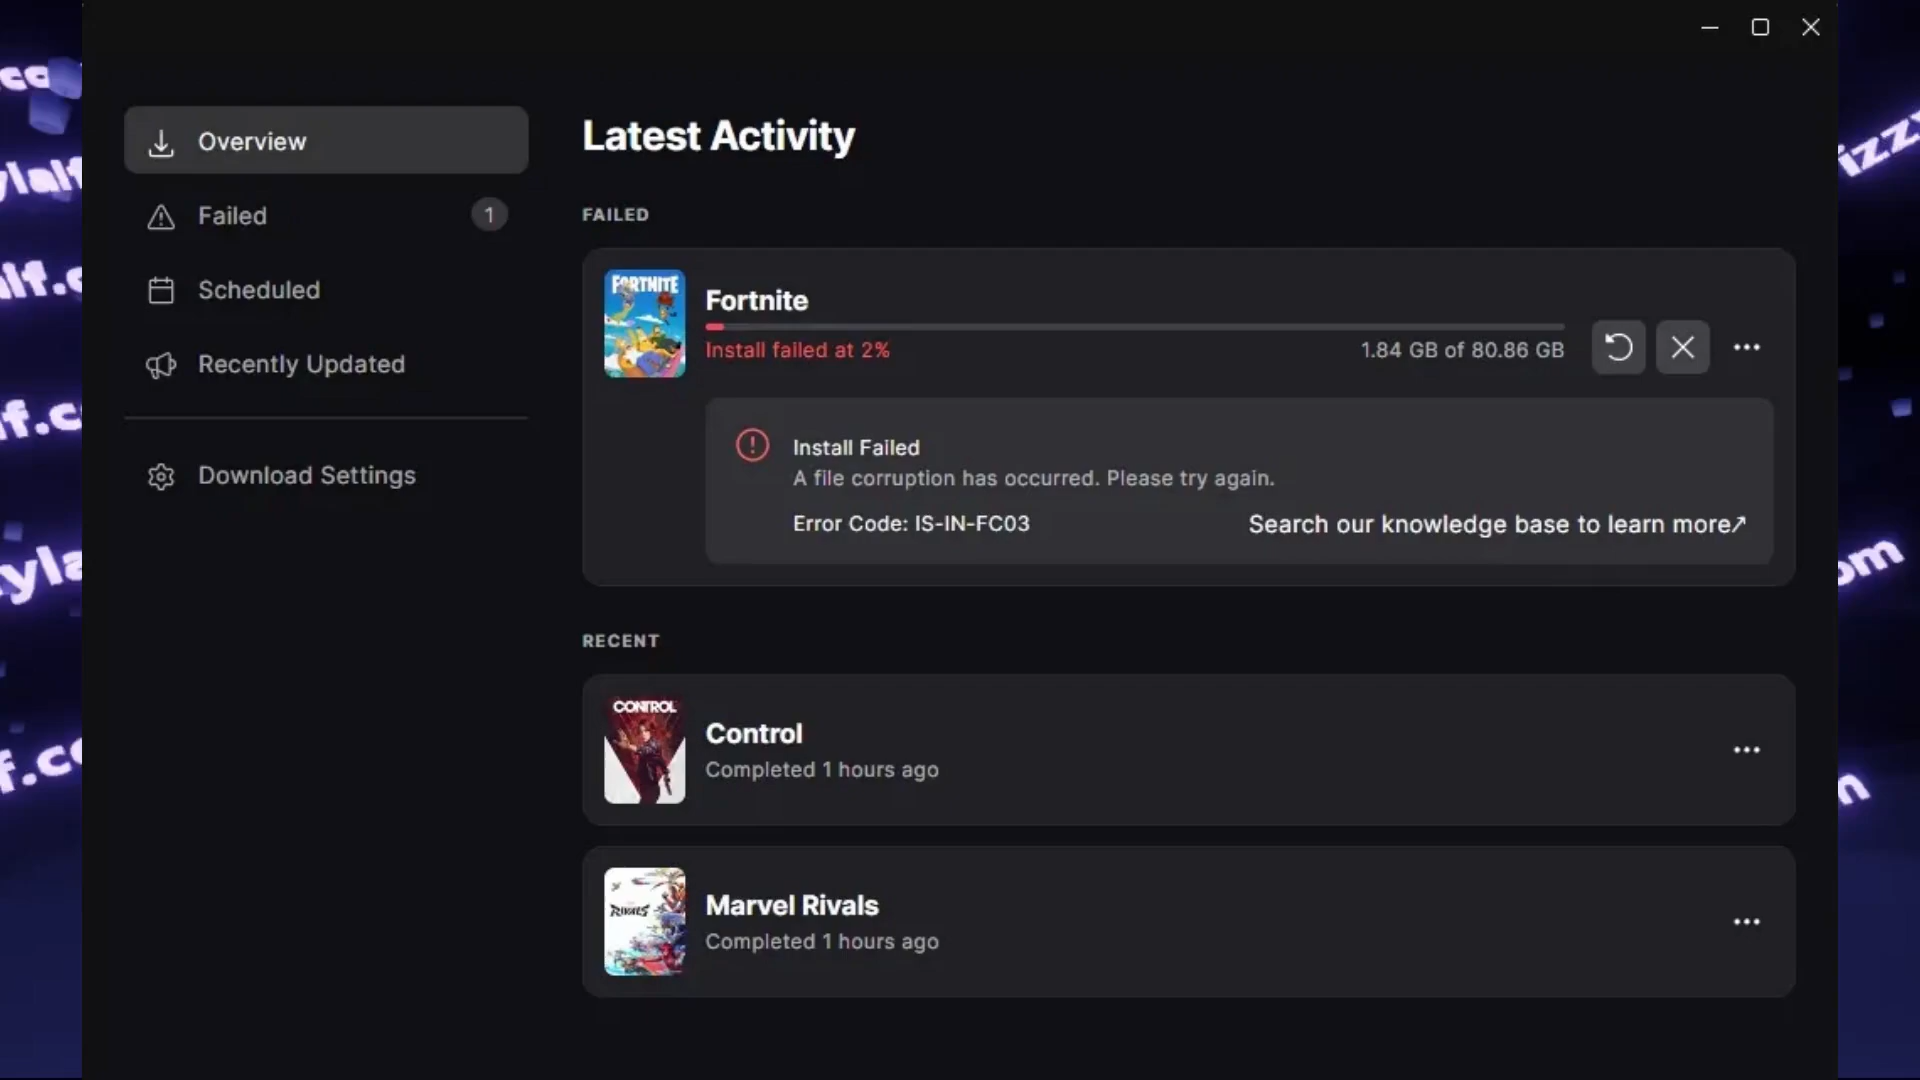 Overview
Failed
1
Scheduled
Recently Updated
Download Settings
Latest Activity
FAILED
FORTNITE
Fortnite
Install failed at 2%
1.84 GB of 80.86 GB
Install Failed
A file corruption has occurred. Please try again.
Error Code: IS-IN-FC03
Search our knowledge base to learn more↗
RECENT
CONTROL
Control
Completed 1 hours ago
RIVALS
Marvel Rivals
Completed 1 hours ago